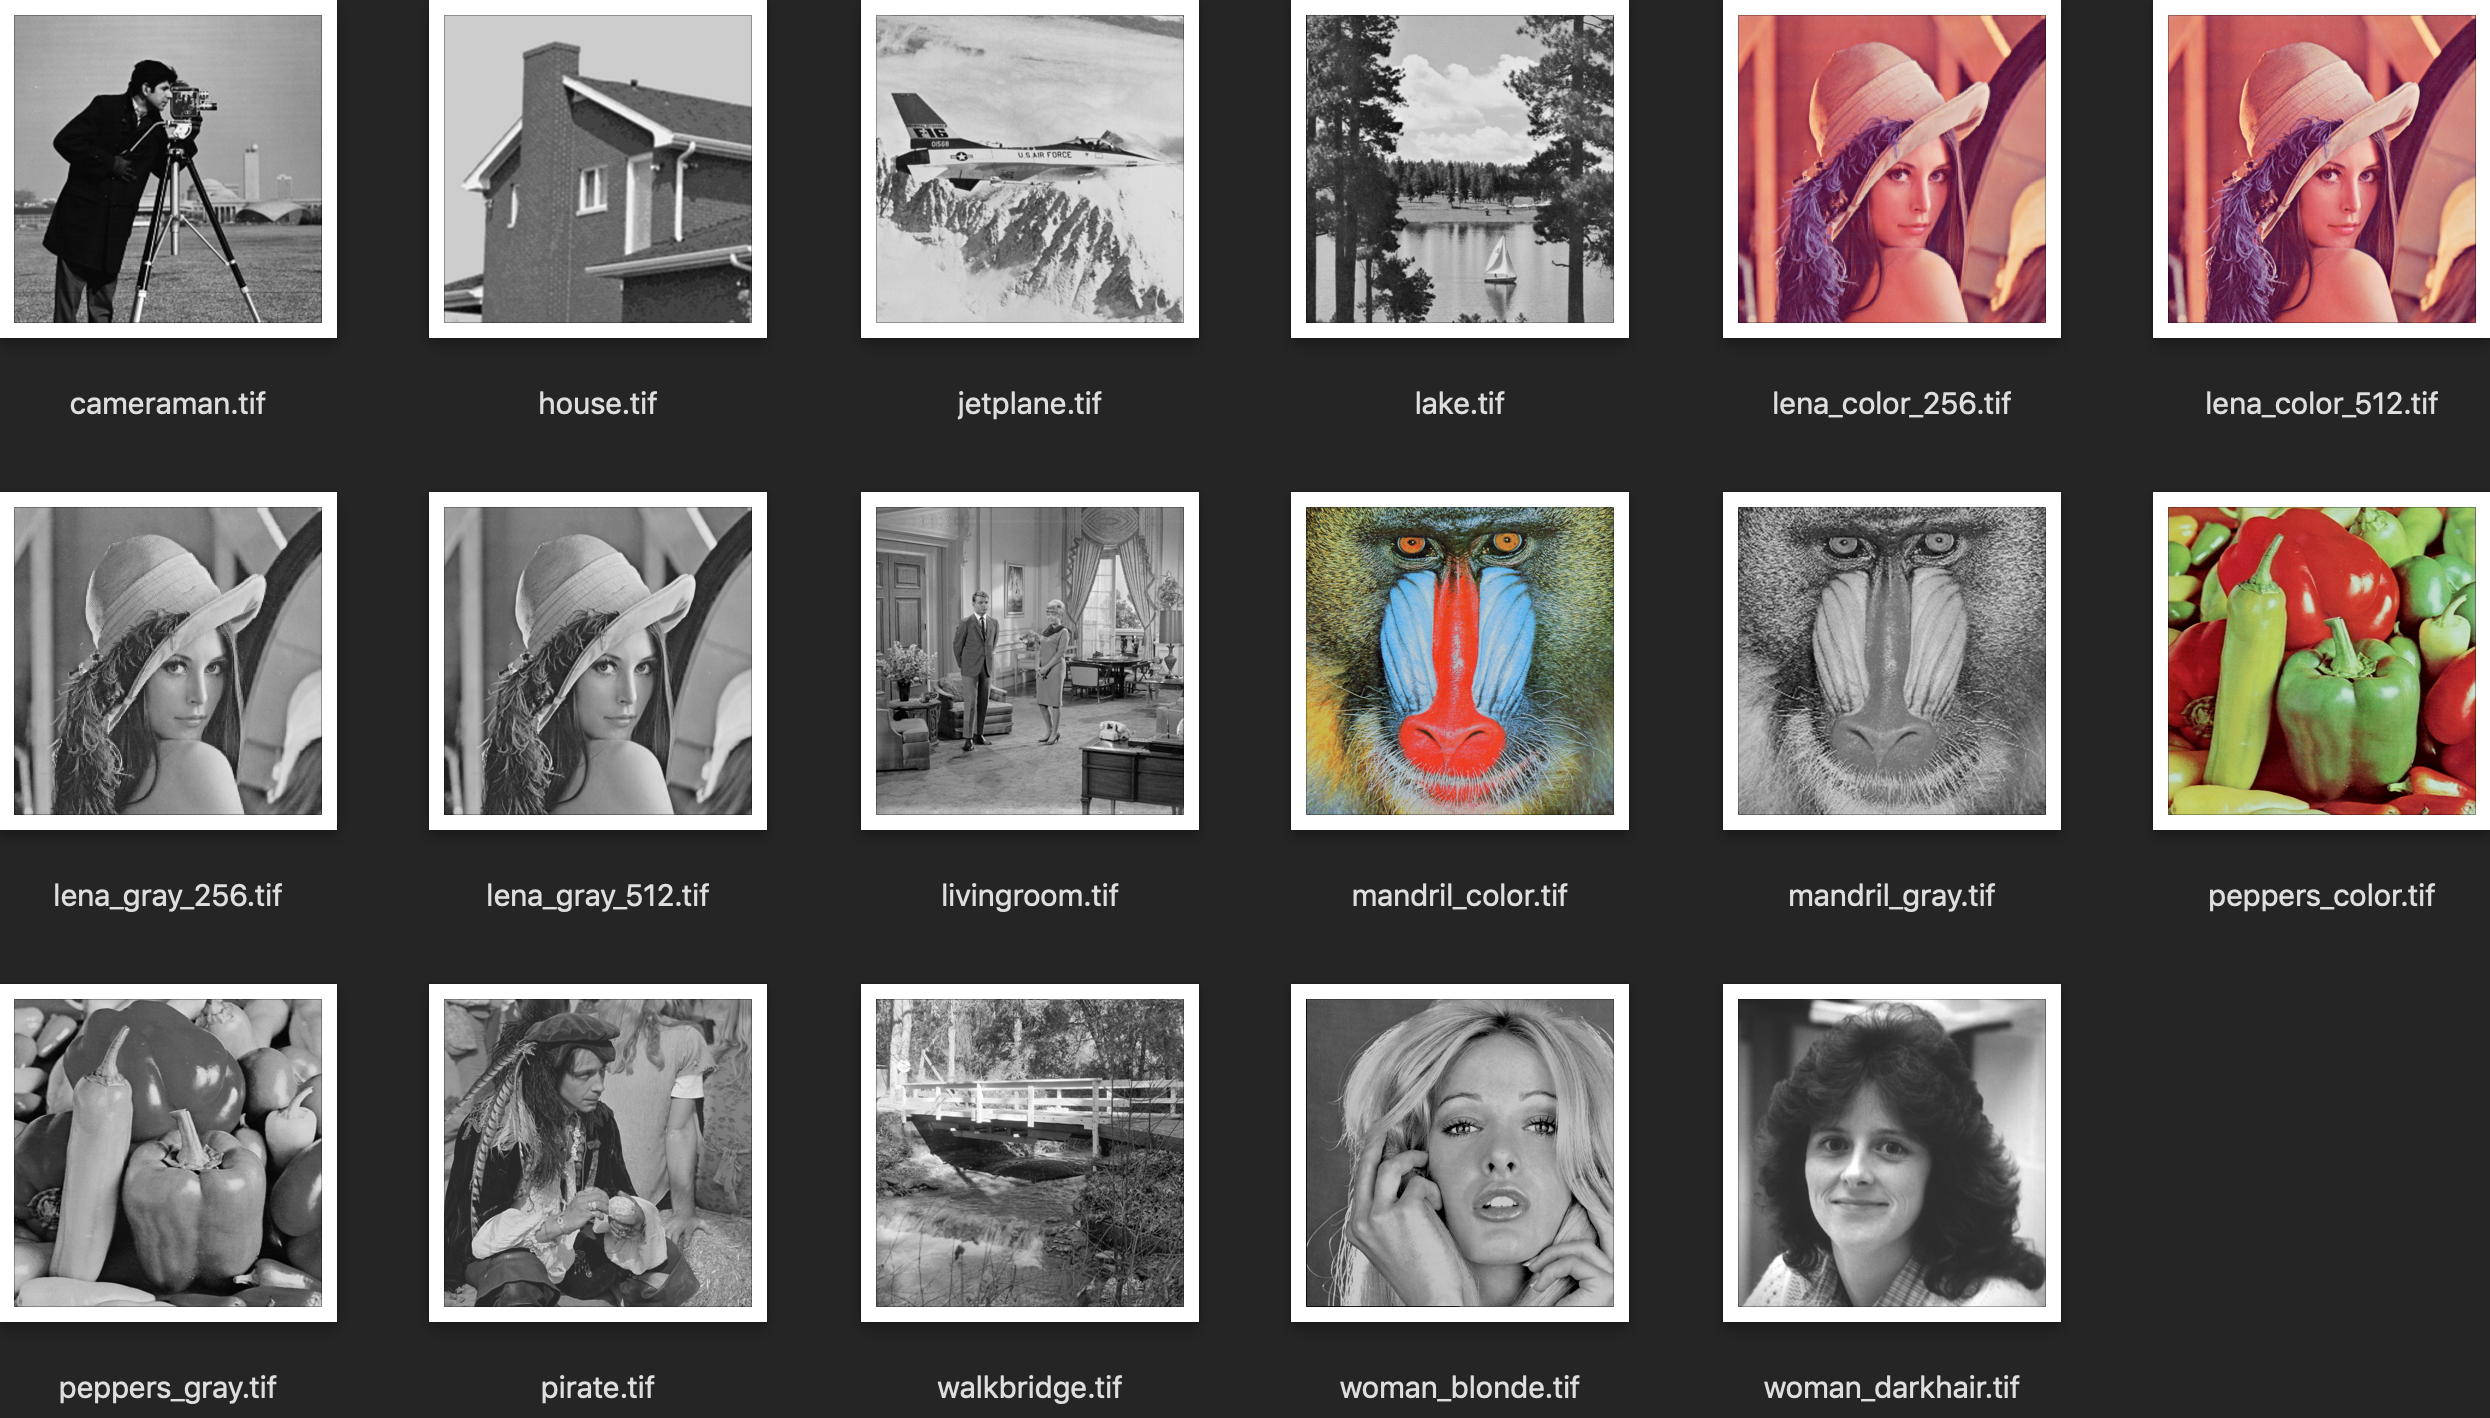 F-16
01568
U.S. AIR FORCE
cameraman.tif
house.tif
jetplane.tif
lake.tif
lena_color_256.tif
lena_color_512.tif
lena_gray_256.tif
lena_gray_512.tif
livingroom.tif
mandril_color.tif
mandril_gray.tif
peppers_color.tif
peppers_gray.tif
pirate.tif
walkbridge.tif
woman_blonde.tif
woman_darkhair.tif